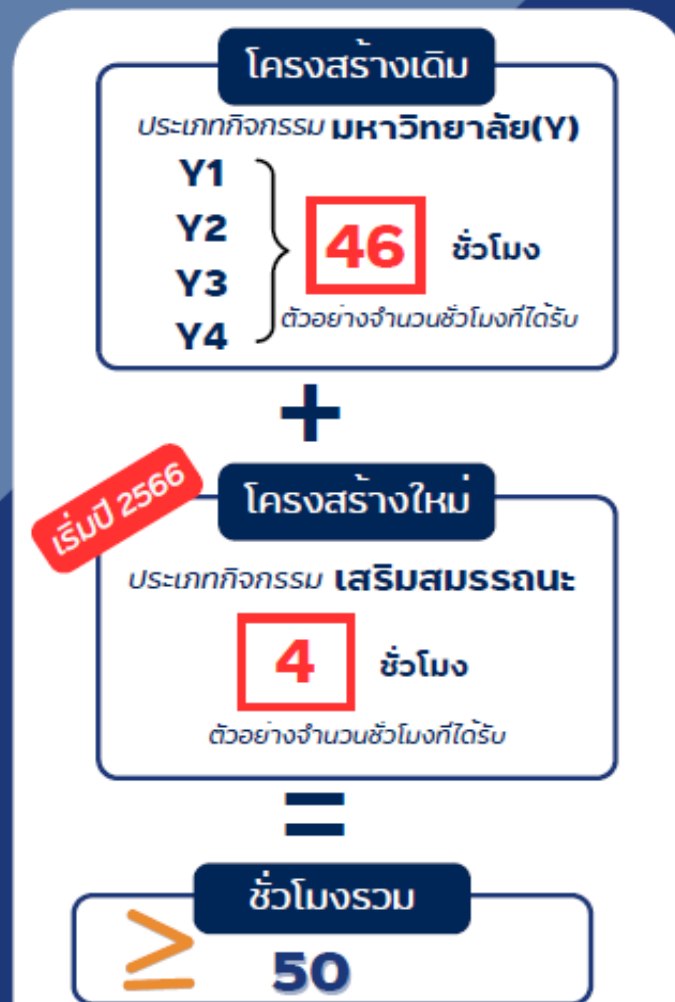 โครงสร้างเดิม
ประเภทกิจกรรม มหาวิทยาลัย(Y)
Y1
Y2
Y3
Y4
46 ชั่วโมง
ตัวอย่างจำนวนชั่วโมงที่ได้รับ
+
เริ่มปี 2566
โครงสร้างใหม่
ประเภทกิจกรรม เสริมสมรรถนะ
4 ชั่วโมง
ตัวอย่างจำนวนชั่วโมงที่ได้รับ
=
ชั่วโมงรวม
≥ 50